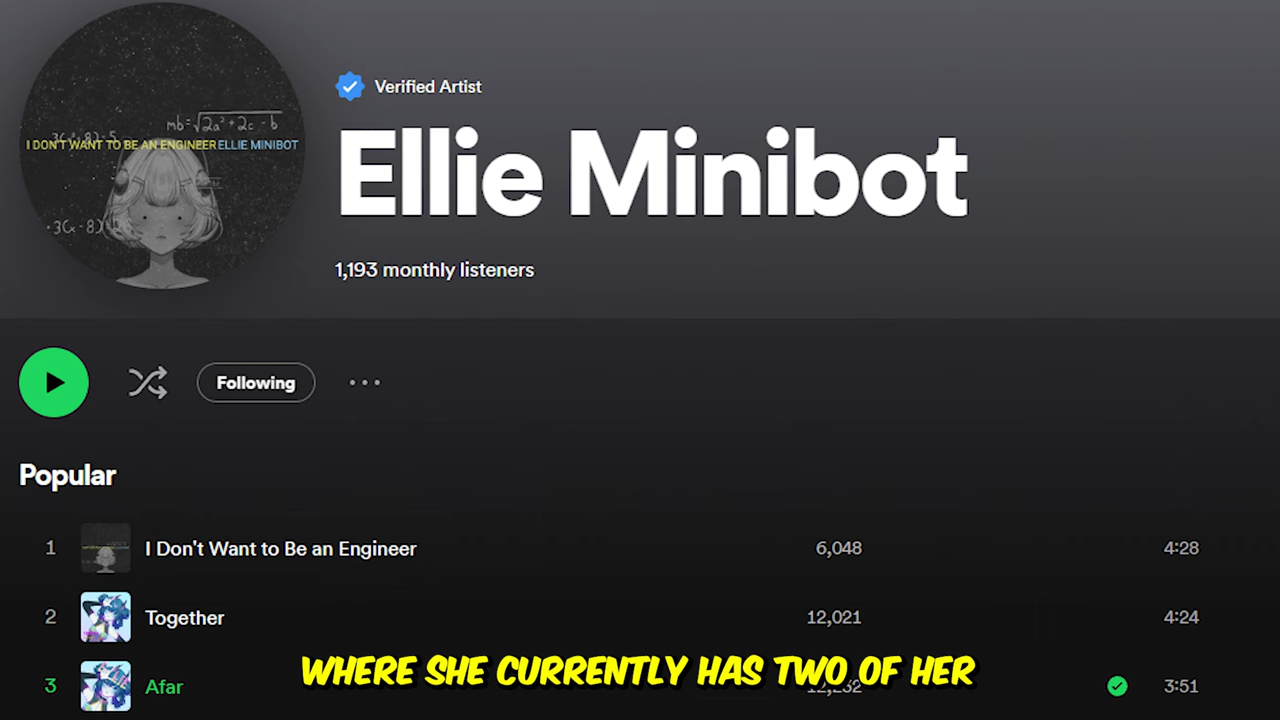 Verified Artist
Ellie Minibot
mb=√2a²+2c-b
I DON'T WANT TO BE AN ENGINEER ELLIE MINIBOT
1,193 monthly listeners
Following
Popular
1 I Don't Want to Be an Engineer 6,048 4:28
2 Together 12,021 4:24
3 Afar 3:51
WHERE SHE CURRENTLY HAS TWO OF HER